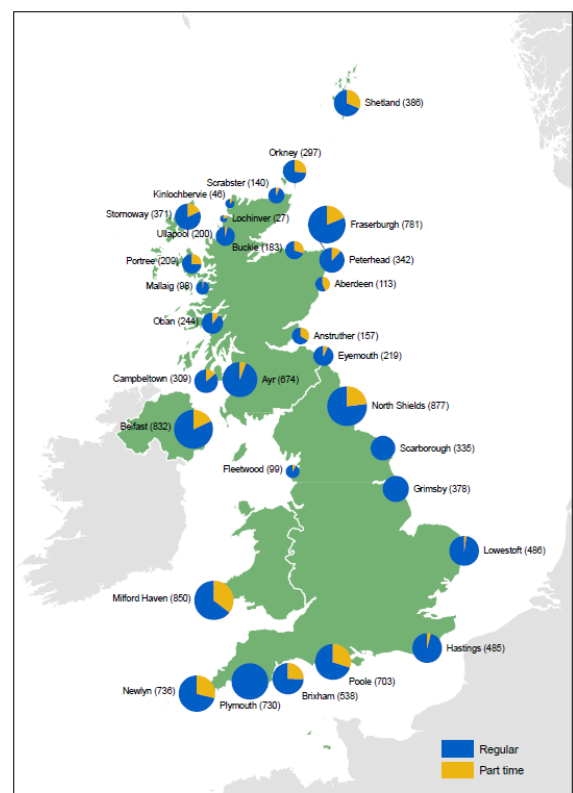 Shetland (386)
Orkney (297)
Scrabster (140)
Kinlochbervie (46)
Stornoway (371)
Lochinver (27)
Fraserburgh (781)
Ullapool (200)
Buckie (183)
Portree (209)
Peterhead (342)
Mallaig (98)
Aberdeen (113)
Oban (244)
Anstruther (157)
Eyemouth (219)
Campbeltown (309)
Ayr (674)
North Shields (877)
Belfast (832)
Scarborough (335)
Fleetwood (99)
Grimsby (378)
Lowestoft (486)
Milford Haven (850)
Hastings (485)
Poole (703)
Newlyn (736)
Brixham (538)
Plymouth (730)
Regular
Part time